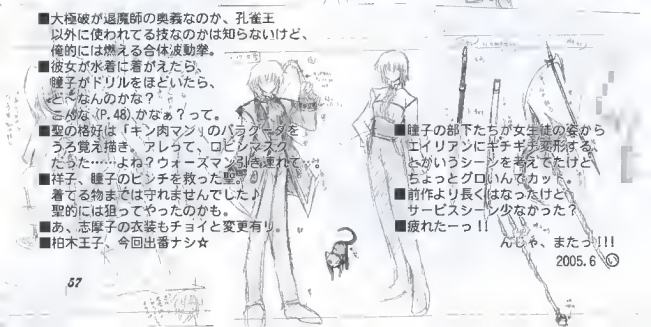 ■大極破が退魔師の奥義なのか、孔雀王
以外に使われてる技なのかは知らないけど、
俺的には燃える合体波動拳。
■彼女が水着に着がえたら、
瞳子がドリルをほどいたら、
ど〜なんのかな?
こんな(P.48)かなぁ?って。
■聖の格好は「キン肉マン」のパラグーダを
うろ覚え描き。アレって、ロビンマスク
だった……よね?ウォーズマン引き連れて…。
■祥子、瞳子のピンチを救った聖。
着てる物までは守れませんでした♪
聖的には狙ってやったのかも。
■あ、志摩子の衣装もチョイと変更有り。
■柏木王子、今回出番ナシ☆
■瞳子の部下たちが女生徒の姿から
エイリアンにギチギチ変形する、
とかいうシーンを考えてたけど
ちょっとグロいんでカット。
■前作より長くはなったけど、
サービスシーン少なかった?
■疲れたーっ!!
んじゃ、またっ!!!
2005.6 い
57